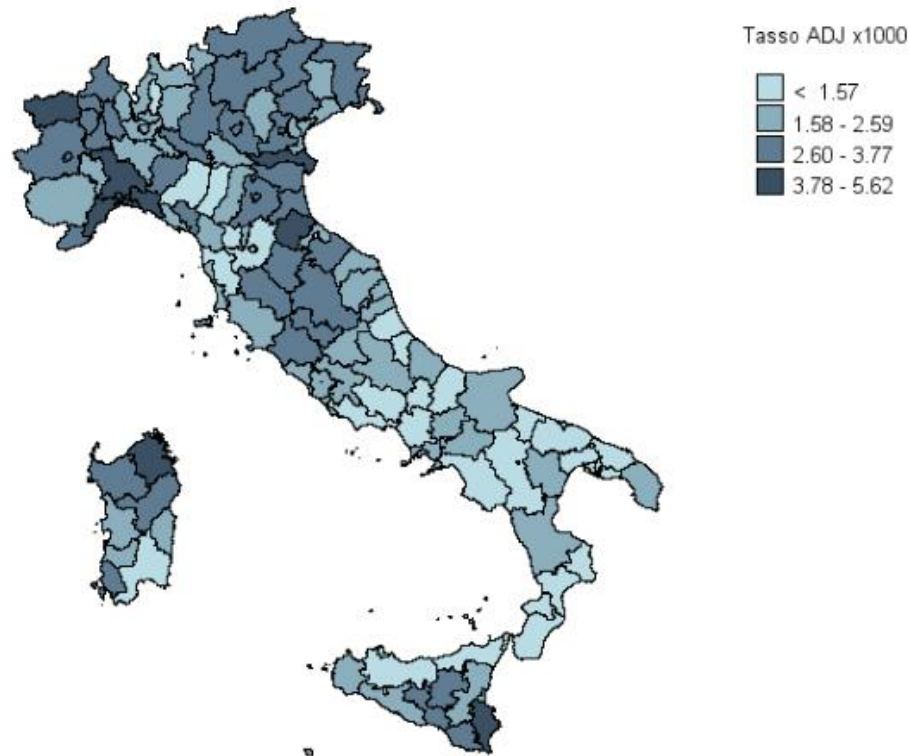 Tasso ADJ x1000
< 1.57
1.58 - 2.59
2.60 - 3.77
3.78 - 5.62